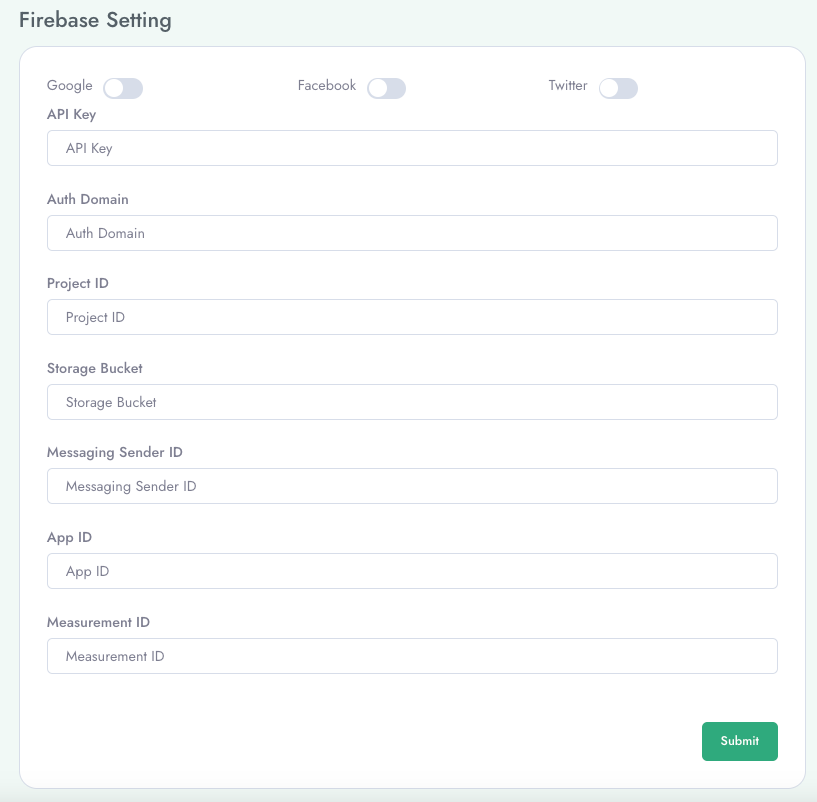 Firebase Setting
Google Facebook Twitter
API Key
API Key
Auth Domain
Auth Domain
Project ID
Project ID
Storage Bucket
Storage Bucket
Messaging Sender ID
Messaging Sender ID
App ID
App ID
Measurement ID
Measurement ID
Submit